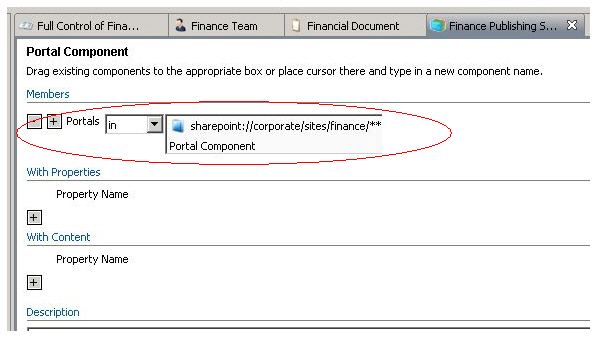 Full Control of Fina... Finance Team Financial Document Finance Publishing S...
Portal Component
Drag existing components to the appropriate box or place cursor there and type in a new component name.
Members
Portals in sharepoint://corporate/sites/finance/**
Portal Component
With Properties
Property Name
With Content
Property Name
Description